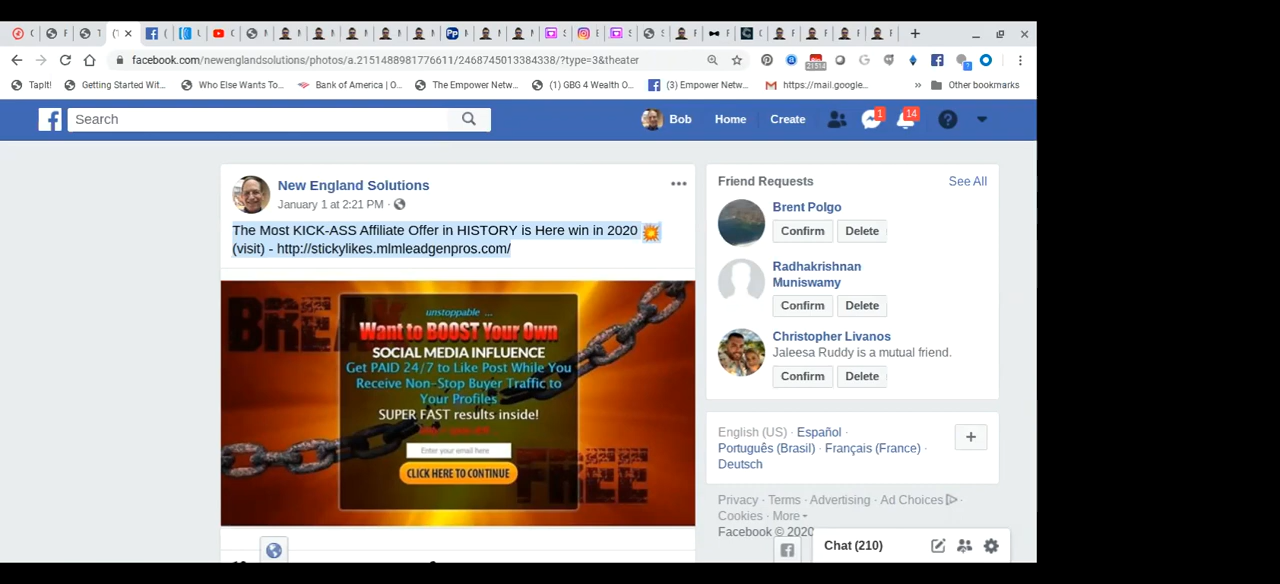 facebook.com/newenglandsolutions/photos/a.2151488981776611/2468745013384338/?type=3&theater
21514
?
TapIt!
Getting Started Wit...
Who Else Wants To...
Bank of America | O...
The Empower Netw...
(1) GBG 4 Wealth O...
(3) Empower Netw...
https://mail.google...
»
Other bookmarks
Search
Bob
Home
Create
1
14
New England Solutions
January 1 at 2:21 PM ·
The Most KICK-ASS Affiliate Offer in HISTORY is Here win in 2020
(visit) - http://stickylikes.mlmleadgenpros.com/
BREAK
unstoppable ...
Want to BOOST Your Own
SOCIAL MEDIA INFLUENCE
Get PAID 24/7 to Like Post While You
Receive Non-Stop Buyer Traffic to
Your Profiles
SUPER FAST results inside!
Enter your email here
CLICK HERE TO CONTINUE
FREE
Friend Requests
See All
Brent Polgo
Confirm
Delete
Radhakrishnan
Muniswamy
Confirm
Delete
Christopher Livanos
Jaleesa Ruddy is a mutual friend.
Confirm
Delete
English (US) · Español ·
Português (Brasil) · Français (France) ·
Deutsch
Privacy · Terms · Advertising · Ad Choices ·
Cookies · More
Facebook © 2020
Chat (210)